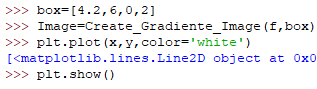 >>> box=[4.2,6,0,2]
>>> Image=Create_Gradiente_Image(f,box)
>>> plt.plot(x,y,color='white')
[<matplotlib.lines.Line2D object at 0x0
>>> plt.show()